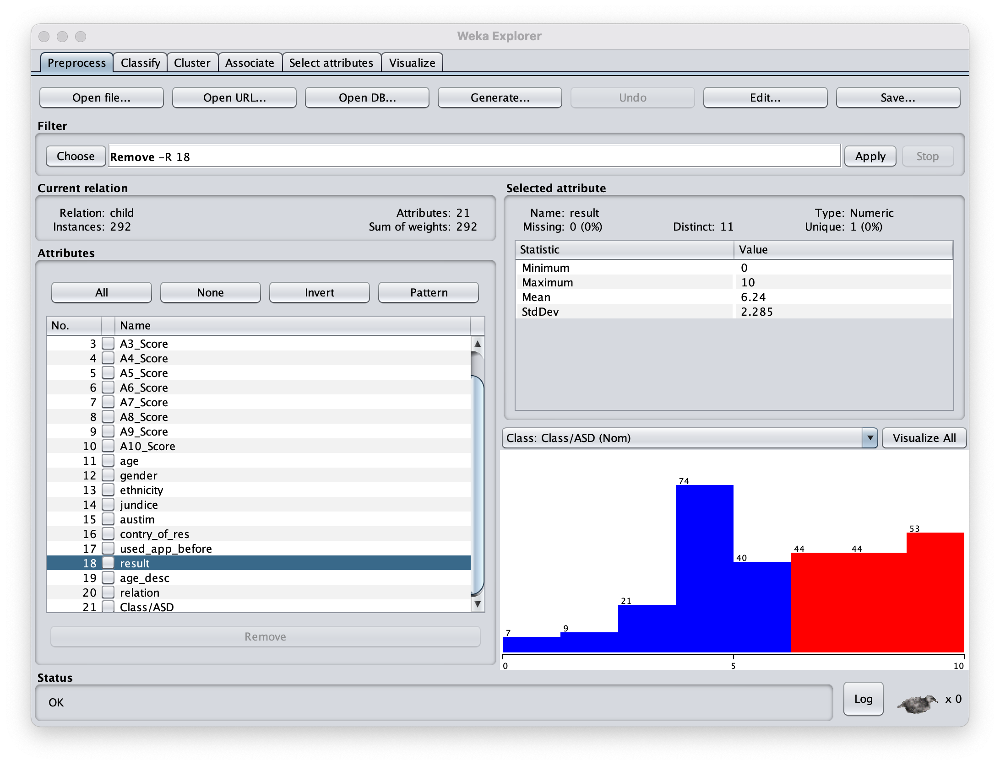 Weka Explorer
Preprocess Classify Cluster Associate Select attributes Visualize
Open file... Open URL... Open DB... Generate... Undo Edit... Save...
Filter
Choose Remove -R 18 Apply Stop
Current relation
Relation: child Attributes: 21
Instances: 292 Sum of weights: 292
Attributes
All None Invert Pattern
No. Name
3 A3_Score
4 A4_Score
5 A5_Score
6 A6_Score
7 A7_Score
8 A8_Score
9 A9_Score
10 A10_Score
11 age
12 gender
13 ethnicity
14 jundice
15 austim
16 contry_of_res
17 used_app_before
18 result
19 age_desc
20 relation
21 Class/ASD
Remove
Selected attribute
Name: result Type: Numeric
Missing: 0 (0%) Distinct: 11 Unique: 1 (0%)
Statistic Value
Minimum 0
Maximum 10
Mean 6.24
StdDev 2.285
Class: Class/ASD (Nom) Visualize All
7 9 21 74 40 44 44 53
0 5 10
Status
OK
Log x 0